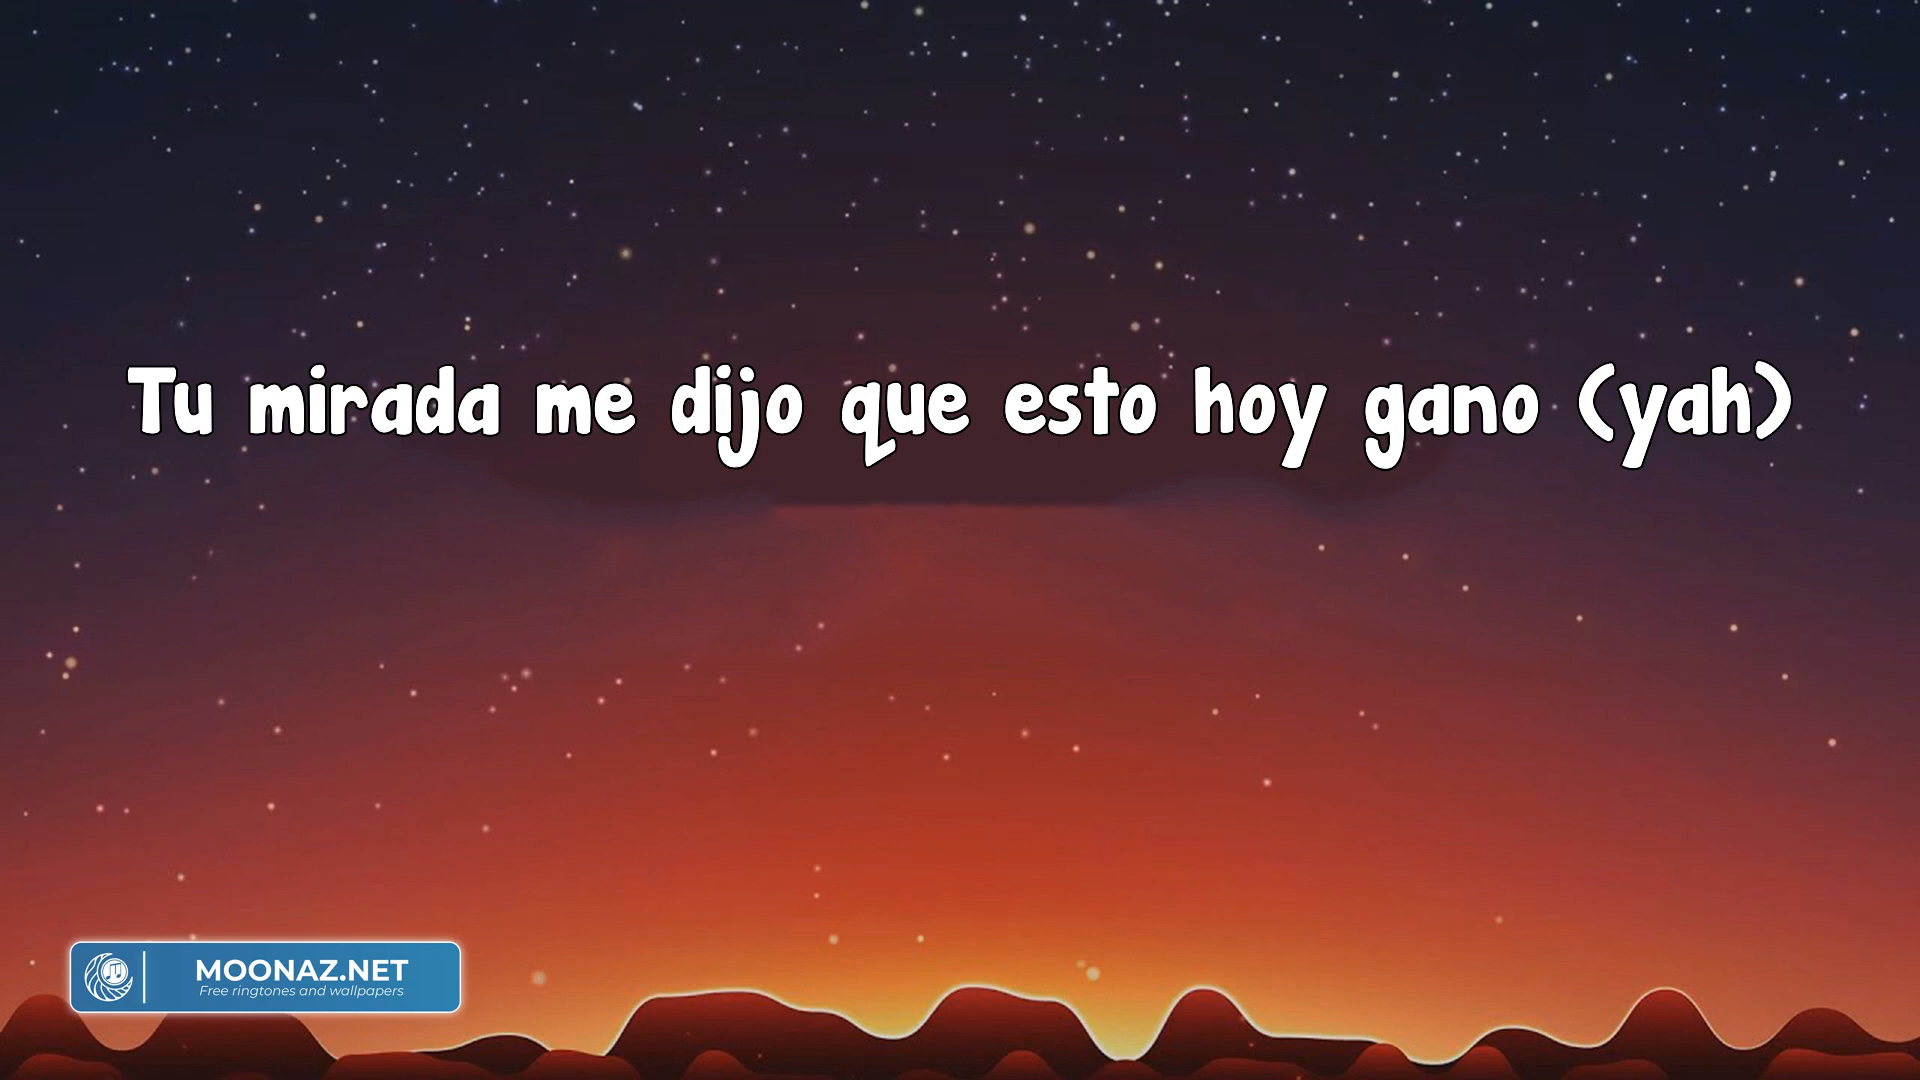 Tu mirada me dijo que esto hoy gano (yah)
MOONAZ.NET
Free ringtones and wallpapers